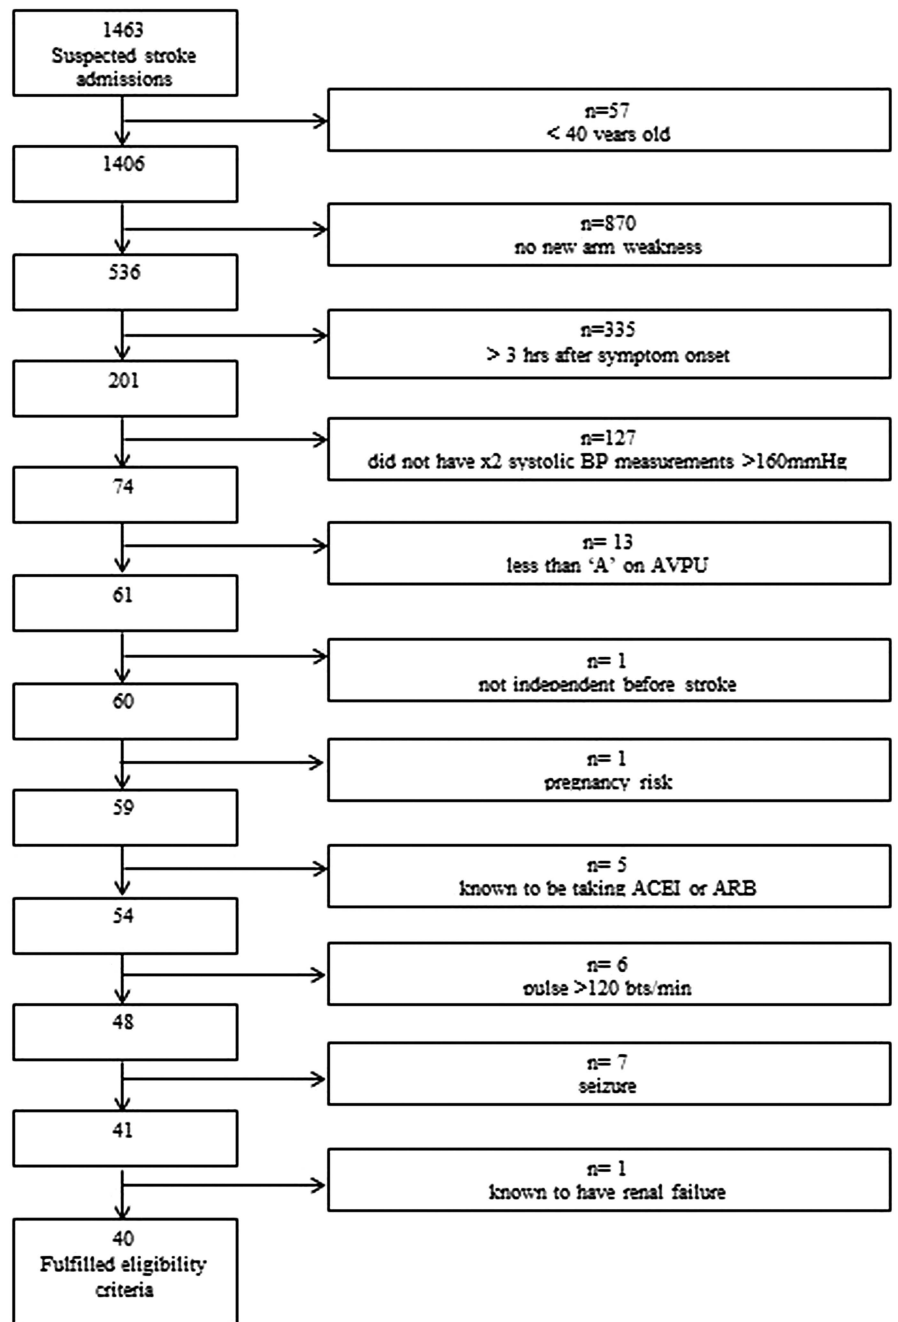 1463
Suspected stroke
admissions
n=57
< 40 years old
1406
n=870
no new arm weakness
536
n=335
> 3 hrs after symptom onset
201
n=127
did not have x2 systolic BP measurements >160mmHg
74
n= 13
less than ‘A’ on AVPU
61
n= 1
not independent before stroke
60
n= 1
pregnancy risk
59
n= 5
known to be taking ACEI or ARB
54
n= 6
pulse >120 bts/min
48
n= 7
seizure
41
n= 1
known to have renal failure
40
Fulfilled eligibility
criteria